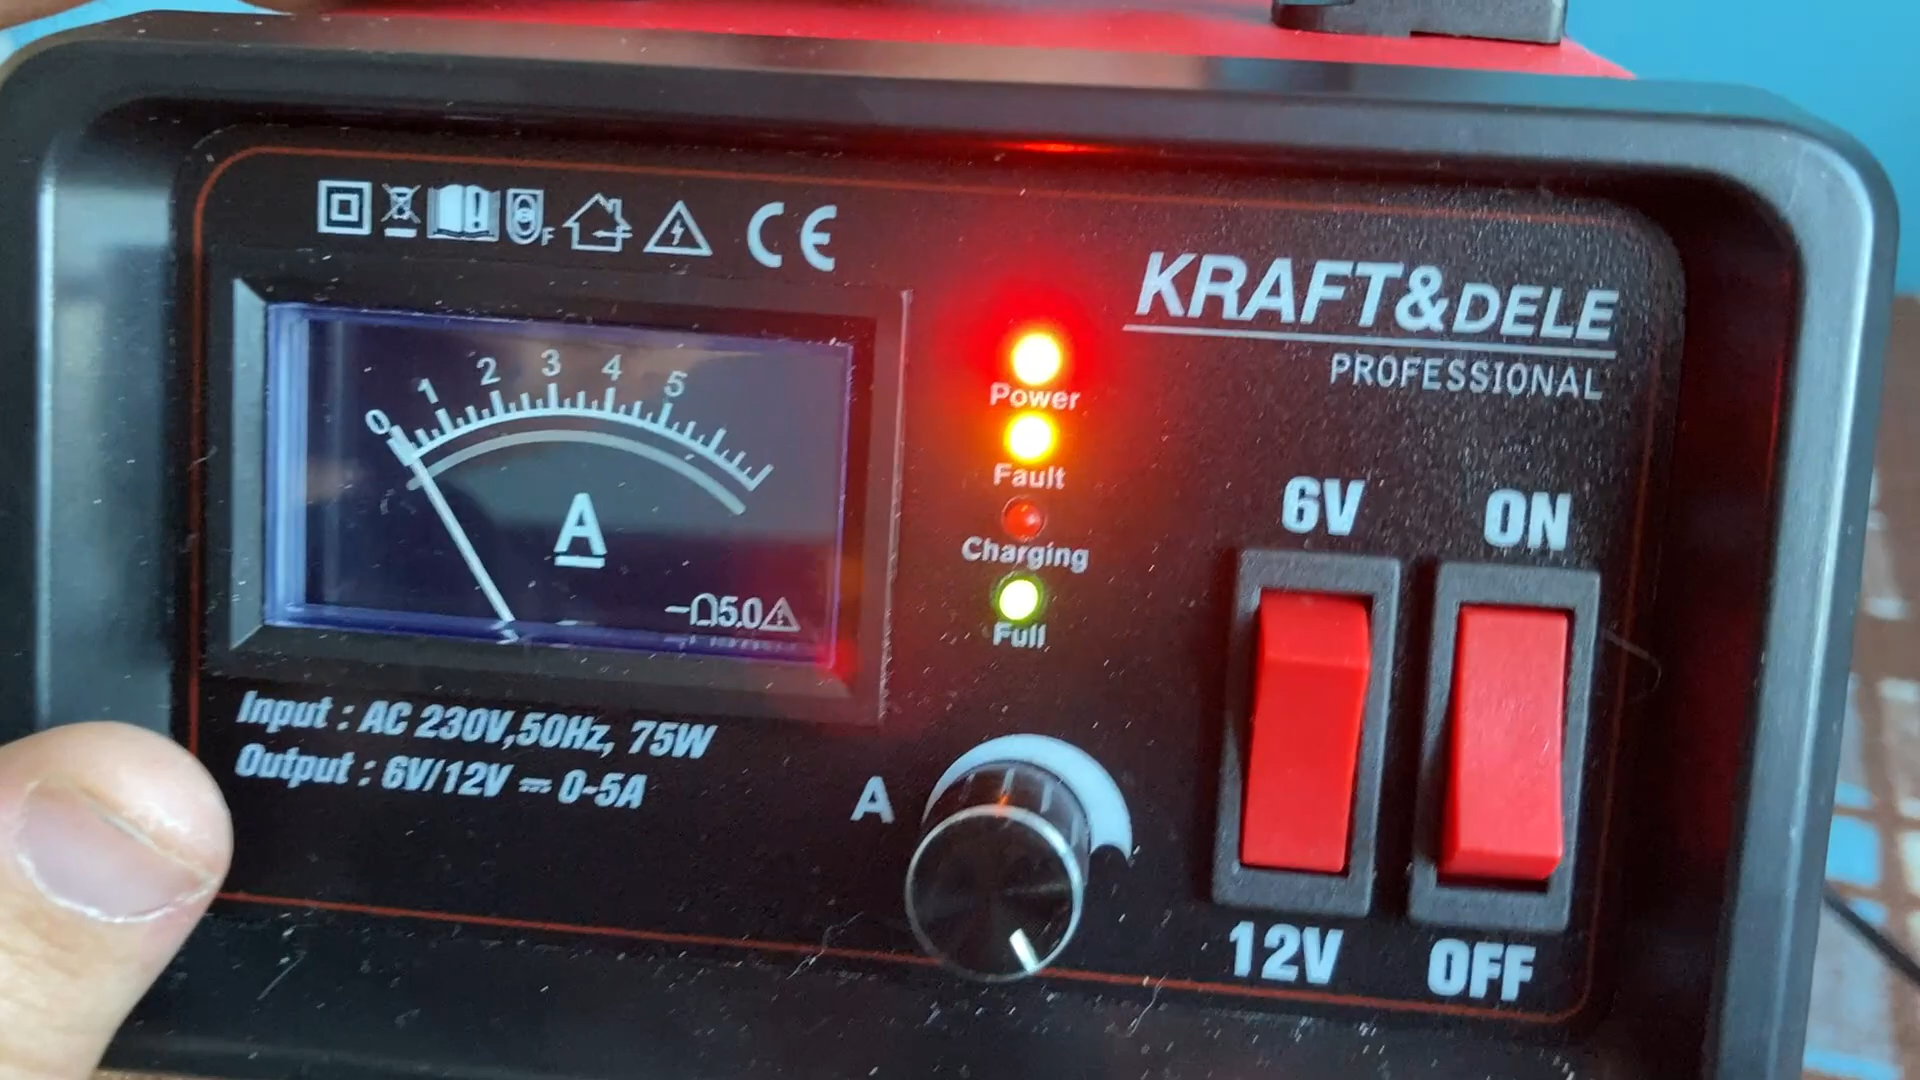 F
CE
KRAFT&DELE
PROFESSIONAL
0 1 2 3 4 5
A
5.0
Power
Fault
Charging
Full
6V
ON
Input : AC 230V,50Hz, 75W
Output : 6V/12V ⎓ 0-5A
A
12V
OFF